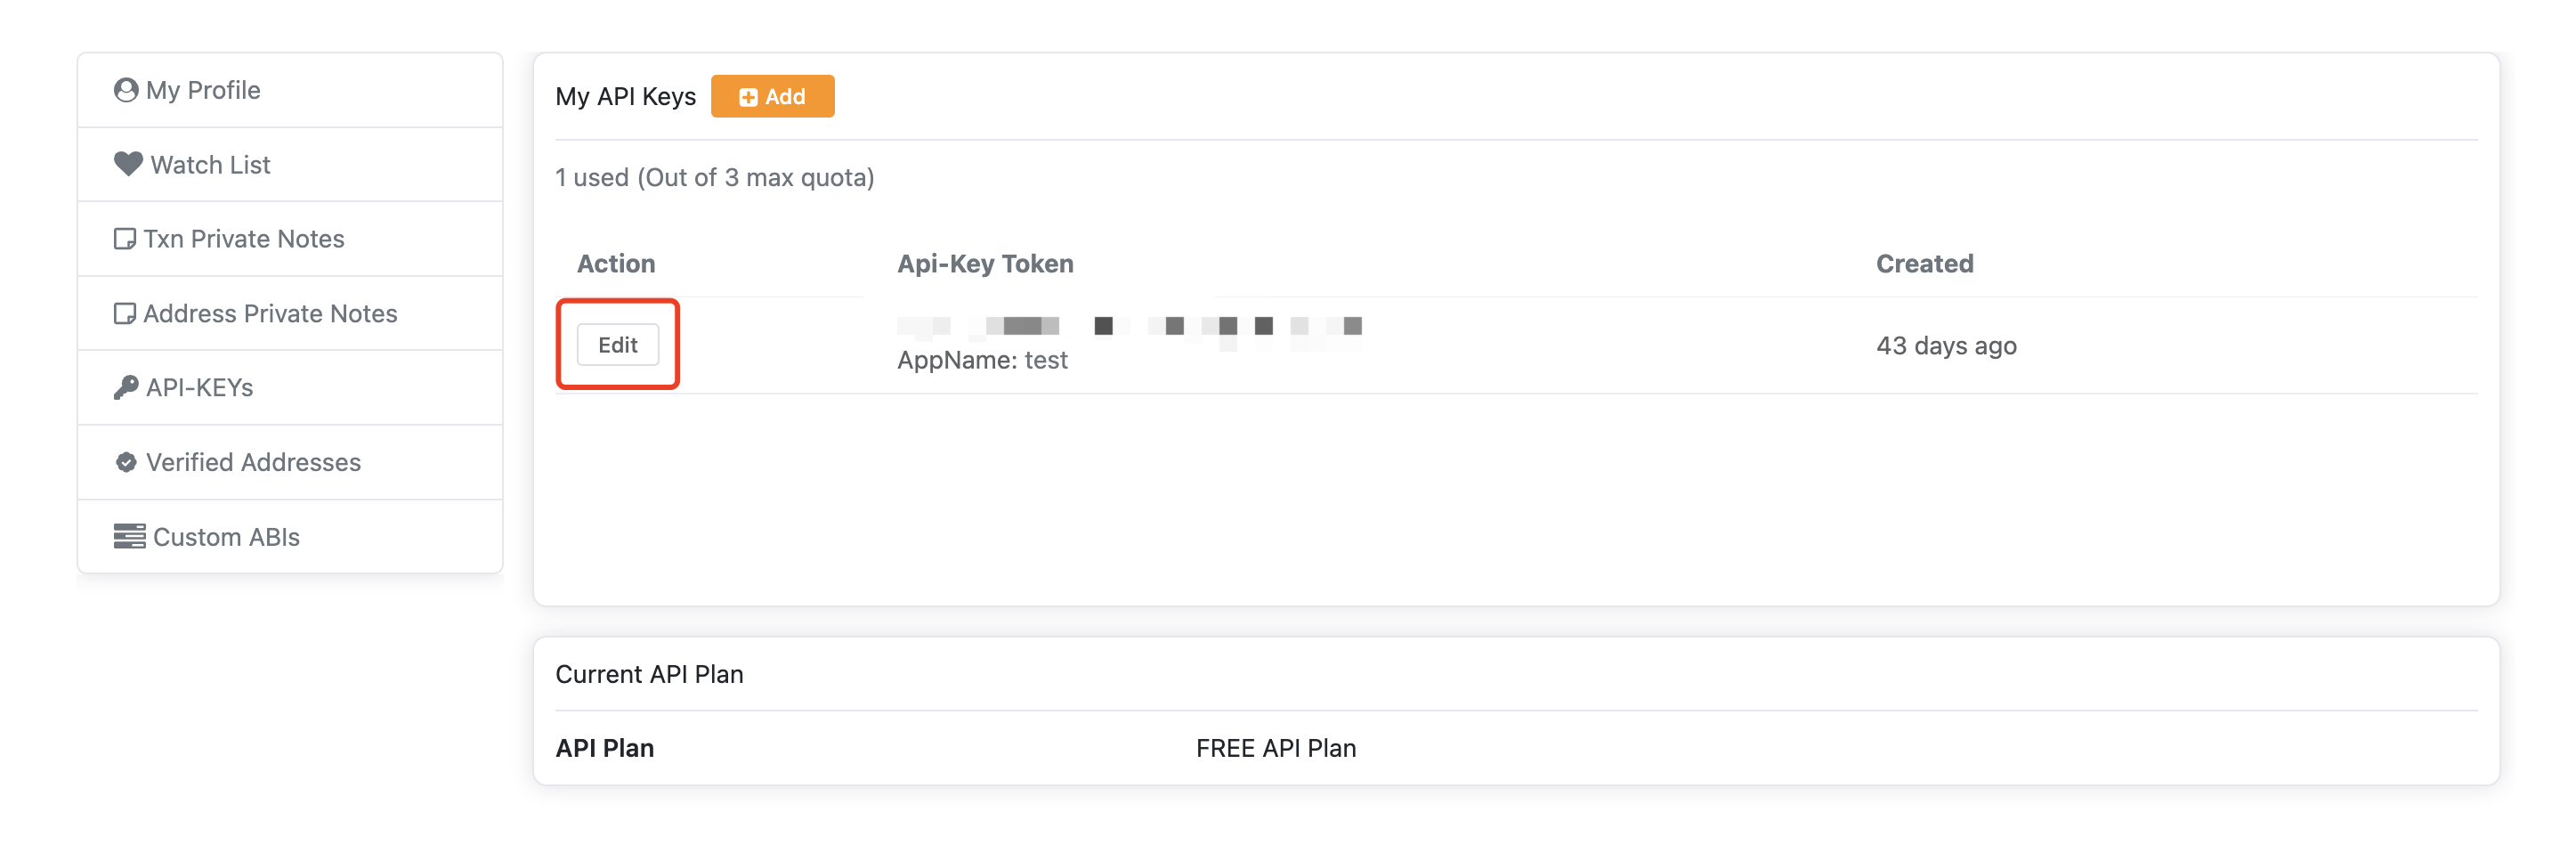 My Profile
Watch List
Txn Private Notes
Address Private Notes
API-KEYs
Verified Addresses
Custom ABIs
My API Keys Add
1 used (Out of 3 max quota)
Action Api-Key Token Created
Edit
AppName: test
43 days ago
Current API Plan
API Plan FREE API Plan